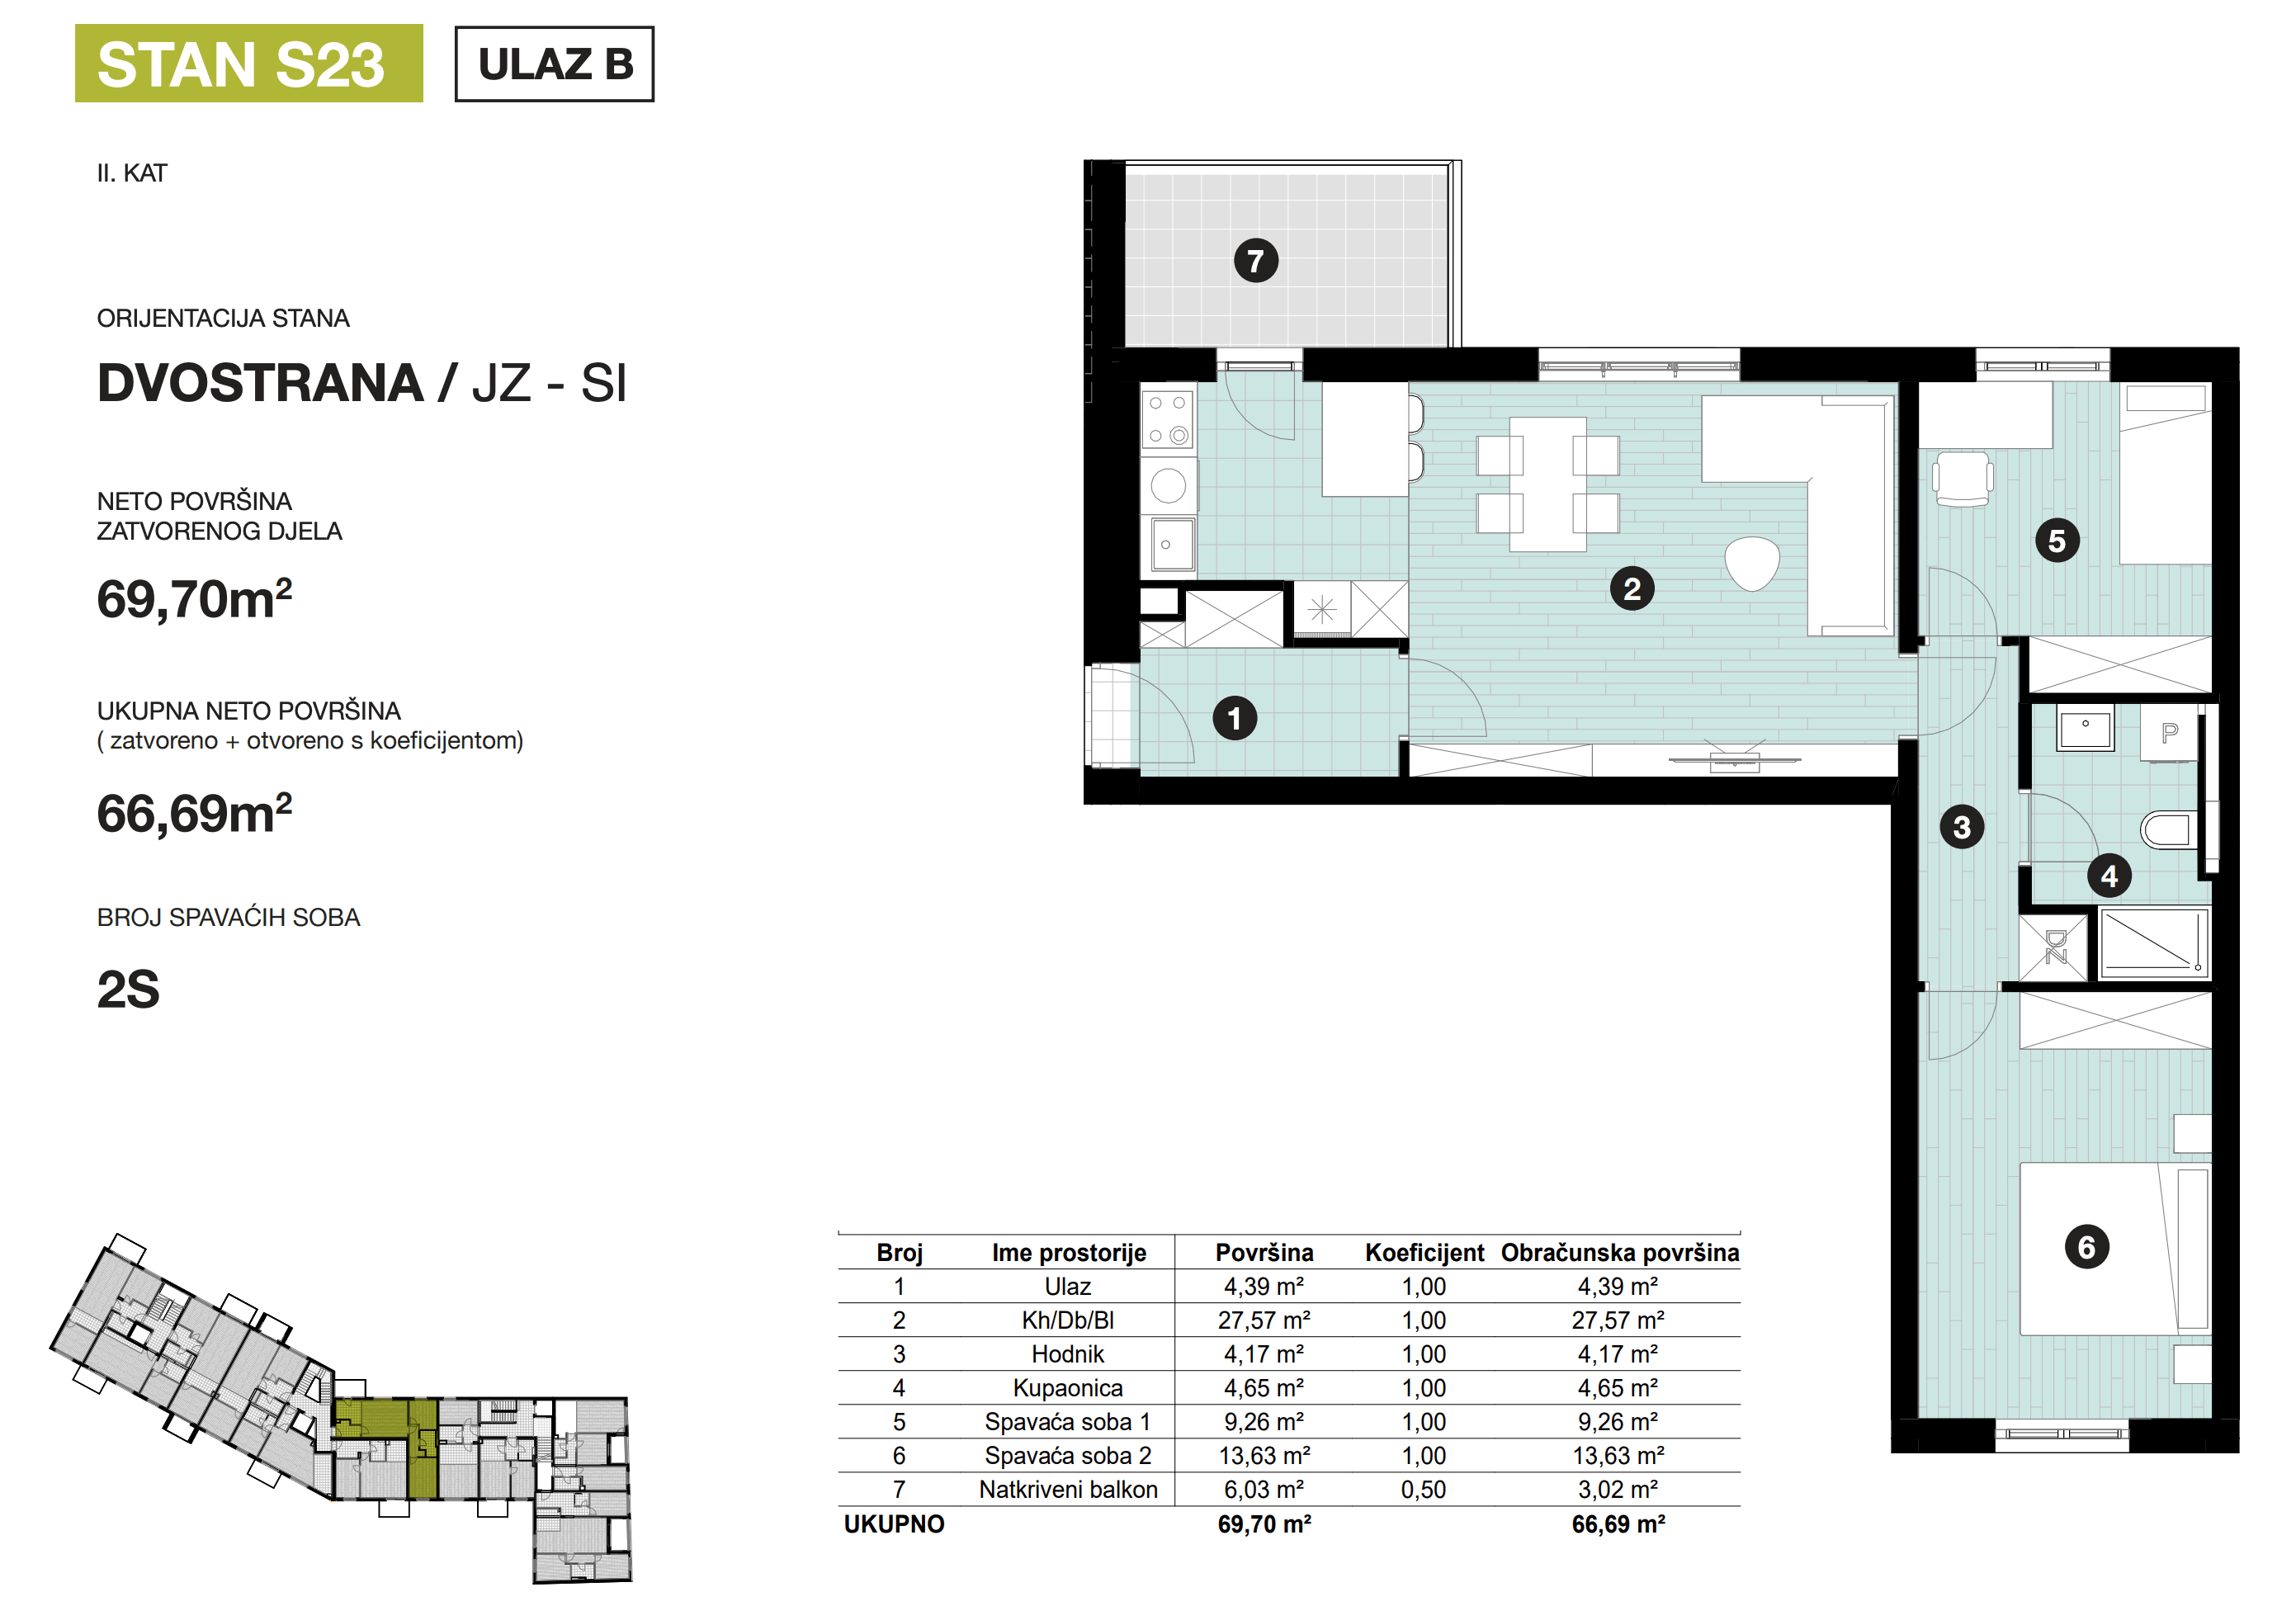 STAN S23
ULAZ B
II. KAT
ORIJENTACIJA STANA
DVOSTRANA / JZ - SI
NETO POVRŠINA
ZATVORENOG DJELA
69,70m²
UKUPNA NETO POVRŠINA
( zatvoreno + otvoreno s koeficijentom)
66,69m²
BROJ SPAVAĆIH SOBA
2S
7
5
2
1
P
3
4
ZD
6
Broj Ime prostorije Površina Koeficijent Obračunska površina
1 Ulaz 4,39 m² 1,00 4,39 m²
2 Kh/Db/Bl 27,57 m² 1,00 27,57 m²
3 Hodnik 4,17 m² 1,00 4,17 m²
4 Kupaonica 4,65 m² 1,00 4,65 m²
5 Spavaća soba 1 9,26 m² 1,00 9,26 m²
6 Spavaća soba 2 13,63 m² 1,00 13,63 m²
7 Natkriveni balkon 6,03 m² 0,50 3,02 m²
UKUPNO 69,70 m² 66,69 m²